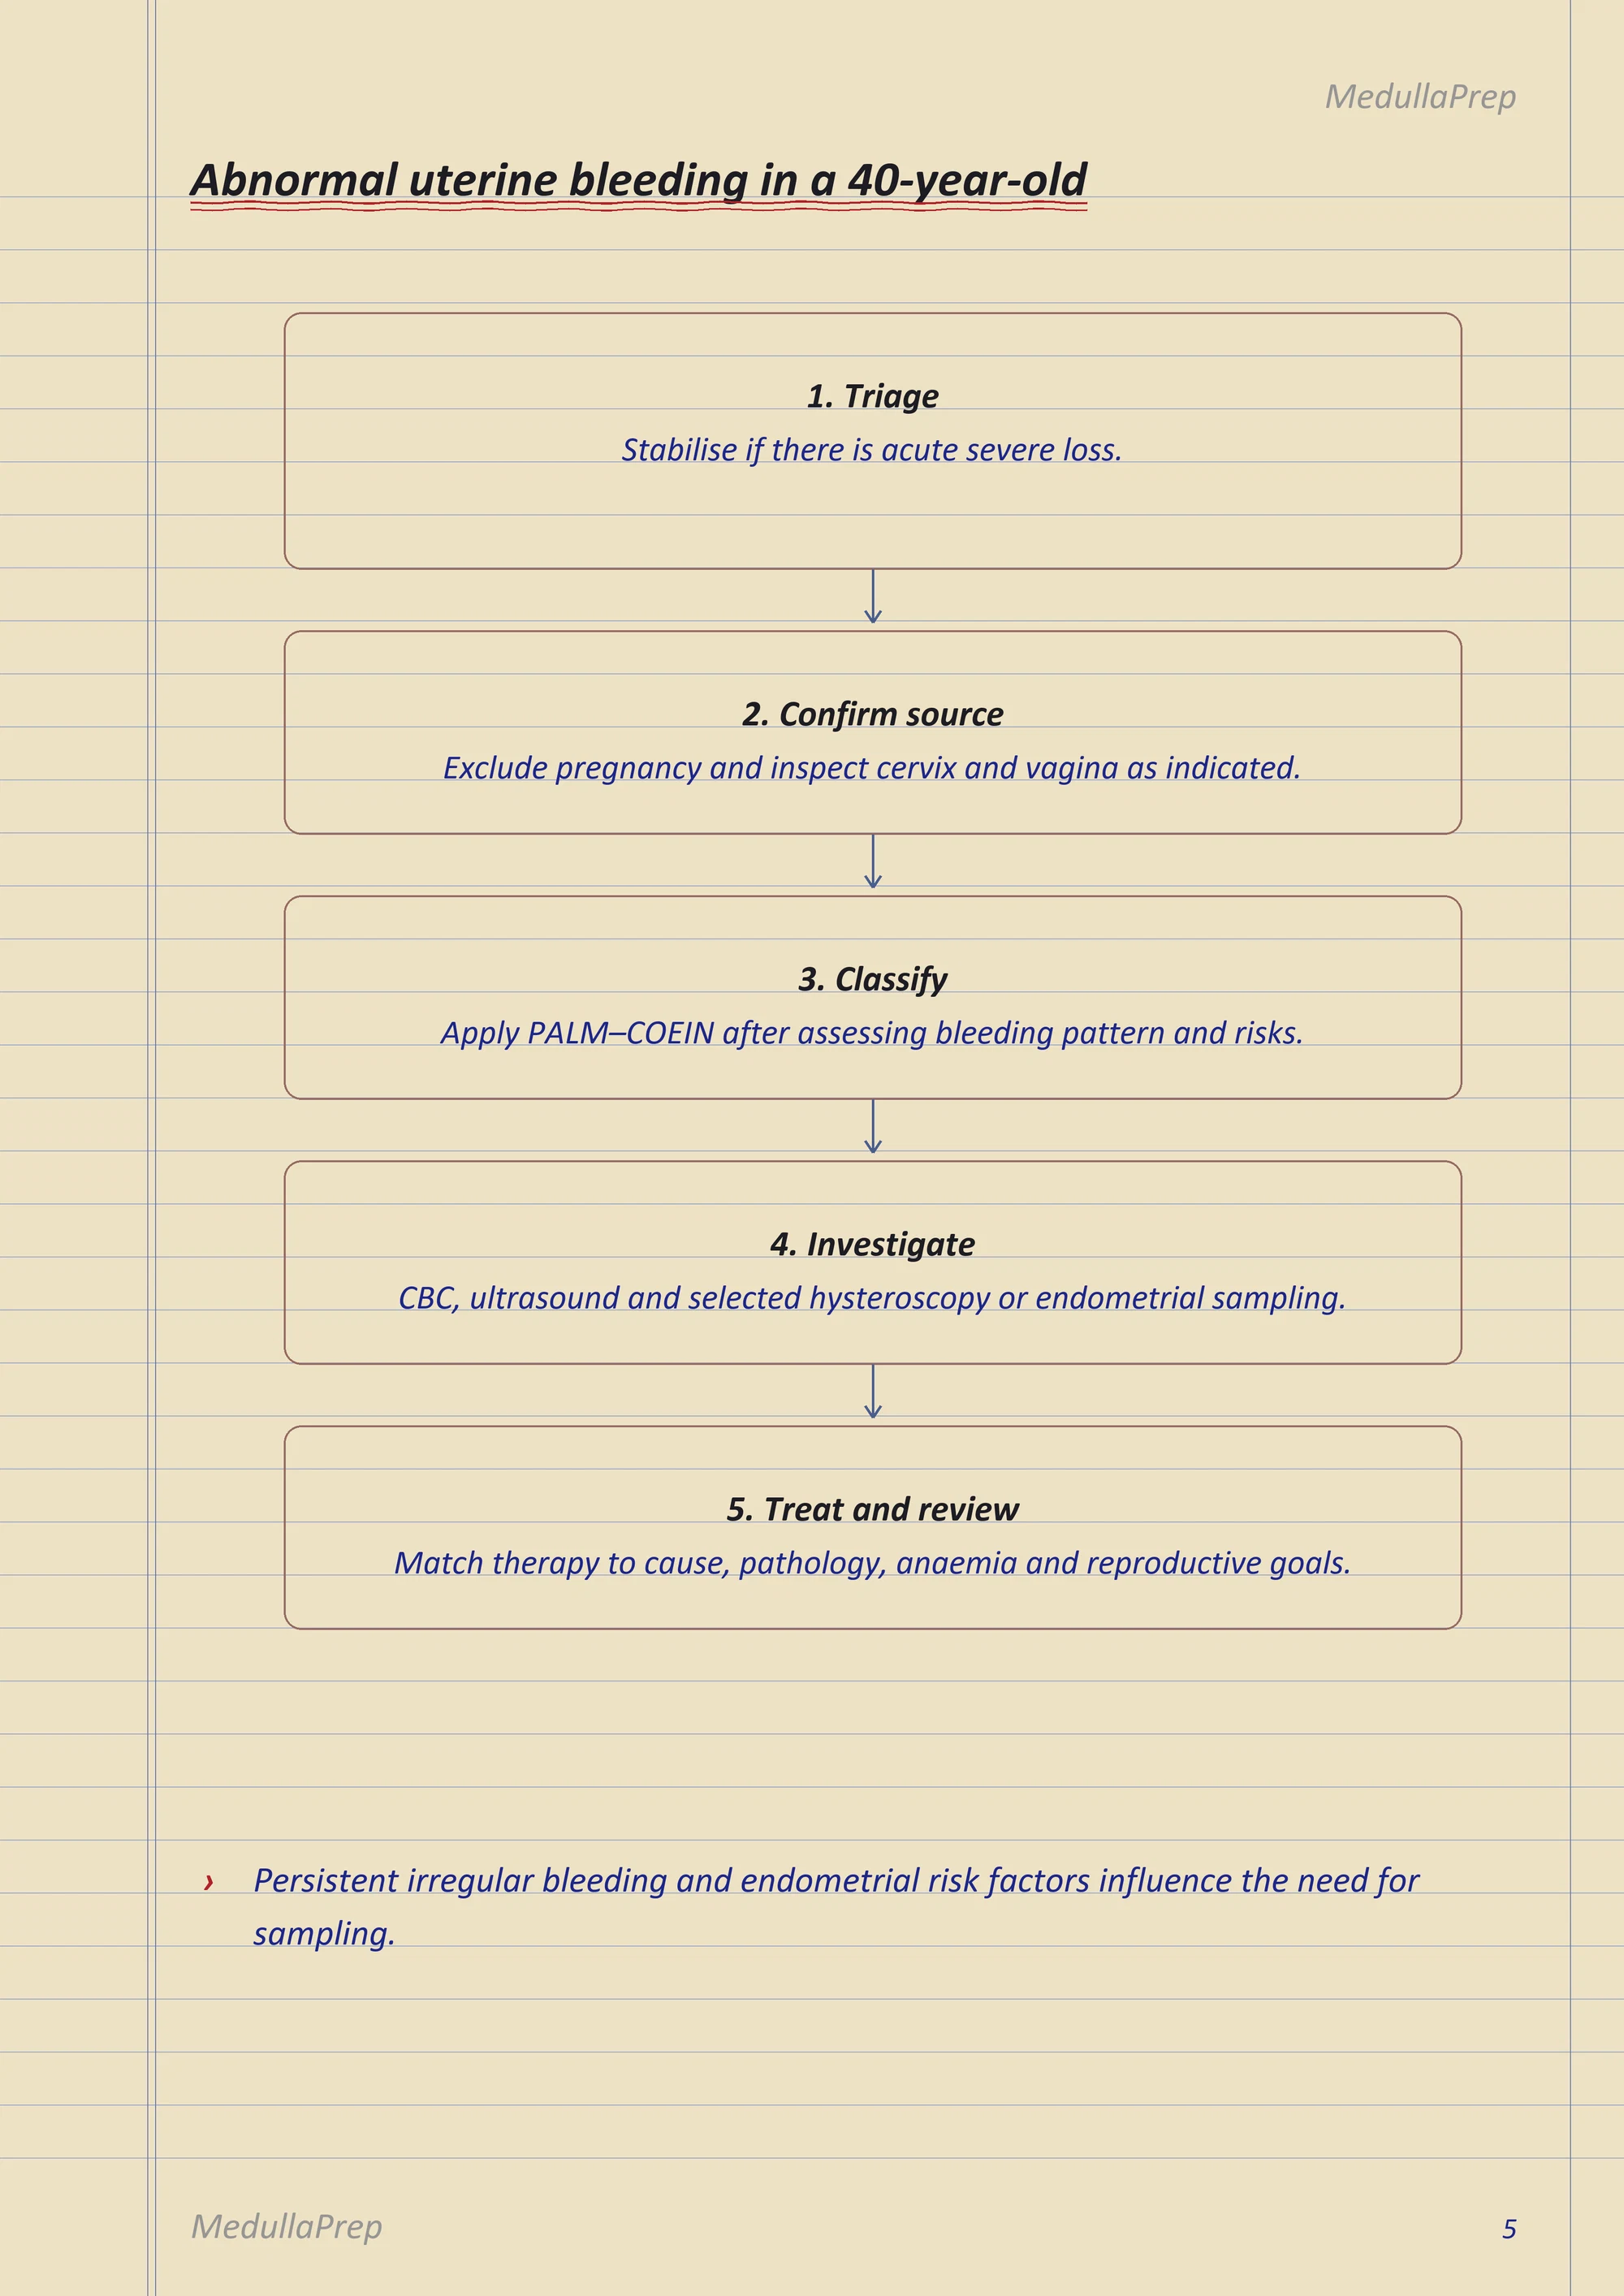 MedullaPrep
Abnormal uterine bleeding in a 40-year-old
1. Triage
Stabilise if there is acute severe loss.
2. Confirm source
Exclude pregnancy and inspect cervix and vagina as indicated.
3. Classify
Apply PALM–COEIN after assessing bleeding pattern and risks.
4. Investigate
CBC, ultrasound and selected hysteroscopy or endometrial sampling.
5. Treat and review
Match therapy to cause, pathology, anaemia and reproductive goals.
› Persistent irregular bleeding and endometrial risk factors influence the need for
sampling.
MedullaPrep
5